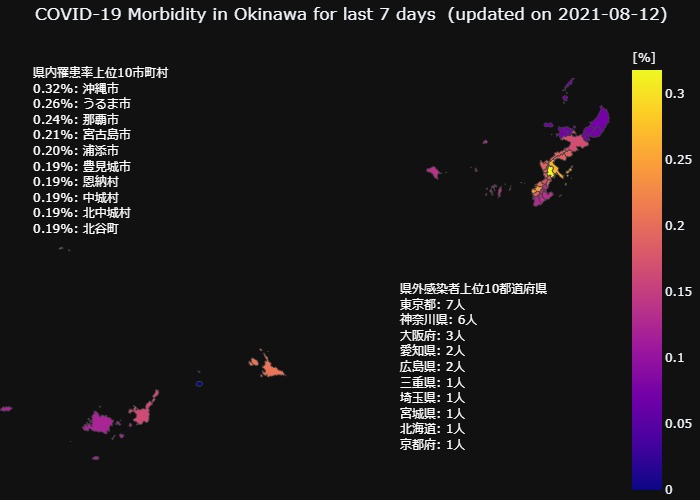 COVID-19 Morbidity in Okinawa for last 7 days  (updated on 2021-08-12)
[%]
県内罹患率上位10市町村
0.32%: 沖縄市
0.26%: うるま市
0.24%: 那覇市
0.21%: 宮古島市
0.20%: 浦添市
0.19%: 豊見城市
0.19%: 恩納村
0.19%: 中城村
0.19%: 北中城村
0.19%: 北谷町
県外感染者上位10都道府県
東京都: 7人
神奈川県: 6人
大阪府: 3人
愛知県: 2人
広島県: 2人
三重県: 1人
埼玉県: 1人
宮城県: 1人
北海道: 1人
京都府: 1人
0.3
0.25
0.2
0.15
0.1
0.05
0